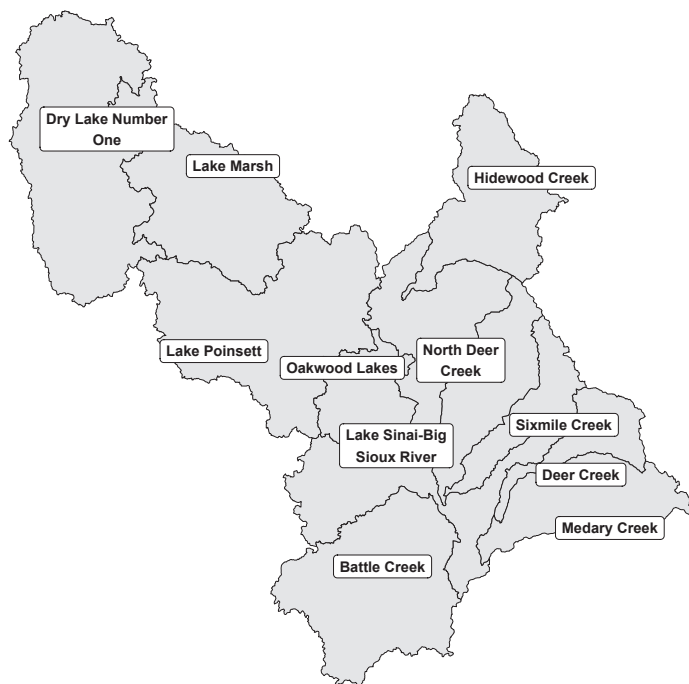 Dry Lake Number
One
Lake Marsh
Hidewood Creek
Lake Poinsett
Oakwood Lakes
North Deer
Creek
Sixmile Creek
Lake Sinai-Big
Sioux River
Deer Creek
Medary Creek
Battle Creek